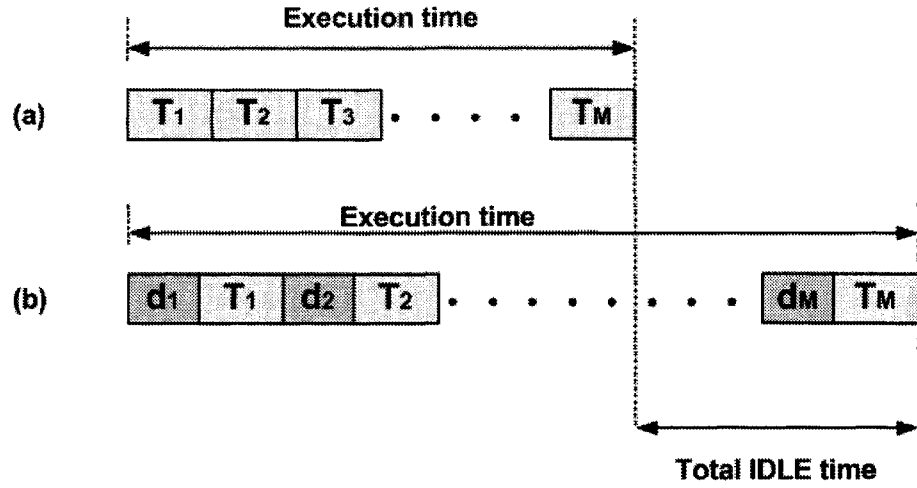 Execution time
(a) T1 T2 T3 . . . . TM
Execution time
(b) d1 T1 d2 T2 . . . . . . . . . dM TM
Total IDLE time